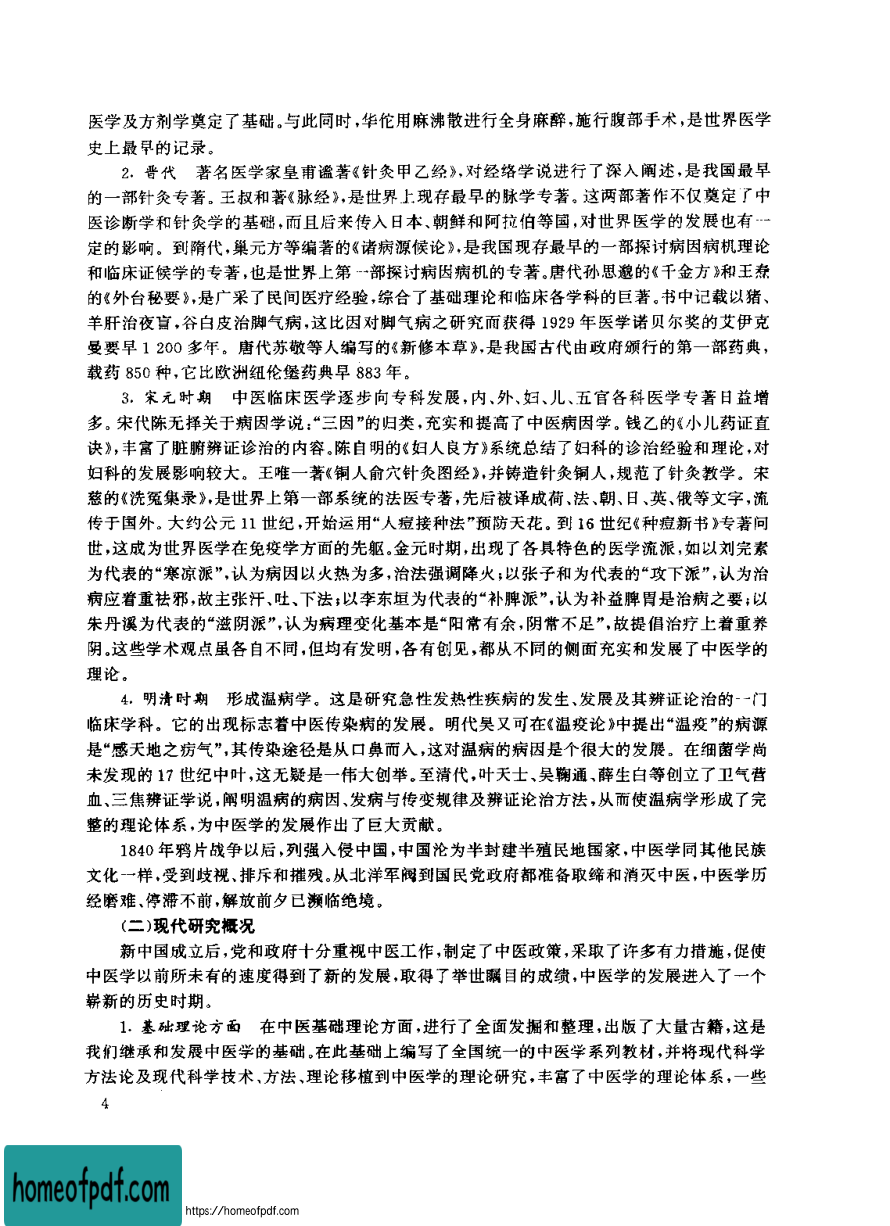 医学及方剂学奠定了基础。与此同时,华佗用麻沸散进行全身麻醉,施行腹部手术,是世界医学
史上最早的记录。
2. 晋代 著名医学家皇甫谧著《针灸甲乙经》,对经络学说进行了深入阐述,是我国最早
的一部针灸专著。王叔和著《脉经》,是世界上现存最早的脉学专著。这两部著作不仅奠定了中
医诊断学和针灸学的基础,而且后来传入日本、朝鲜和阿拉伯等国,对世界医学的发展也有一
定的影响。到隋代,巢元方等编著的《诸病源候论》,是我国现存最早的一部探讨病因病机理论
和临床证候学的专著,也是世界上第一部探讨病因病机的专著。唐代孙思邈的《千金方》和王焘
的《外台秘要》,是广采了民间医疗经验,综合了基础理论和临床各学科的巨著。书中记载以猪、
羊肝治夜盲,谷白皮治脚气病,这比因对脚气病之研究而获得 1929 年医学诺贝尔奖的艾伊克
曼要早 1 200 多年。唐代苏敬等人编写的《新修本草》,是我国古代由政府颁行的第一部药典,
载药 850 种,它比欧洲纽伦堡药典早 883 年。
3. 宋元时期 中医临床医学逐步向专科发展,内、外、妇、儿、五官各科医学专著日益增
多。宋代陈无择关于病因学说:“三因”的归类,充实和提高了中医病因学。钱乙的《小儿药证直
诀》,丰富了脏腑辨证诊治的内容。陈自明的《妇人良方》系统总结了妇科的诊治经验和理论,对
妇科的发展影响较大。王唯一著《铜人俞穴针灸图经》,并铸造针灸铜人,规范了针灸教学。宋
慈的《洗冤集录》,是世界上第一部系统的法医专著,先后被译成荷、法、朝、日、英、俄等文字,流
传于国外。大约公元 11 世纪,开始运用“人痘接种法”预防天花。到 16 世纪《种痘新书》专著问
世,这成为世界医学在免疫学方面的先驱。金元时期,出现了各具特色的医学流派,如以刘完素
为代表的“寒凉派”,认为病因以火热为多,治法强调降火;以张子和为代表的“攻下派”,认为治
病应着重祛邪,故主张汗、吐、下法;以李东垣为代表的“补脾派”,认为补益脾胃是治病之要;以
朱丹溪为代表的“滋阴派”,认为病理变化基本是“阳常有余,阴常不足”,故提倡治疗上着重养
阴。这些学术观点虽各自不同,但均有发明,各有创见,都从不同的侧面充实和发展了中医学的
理论。
4. 明清时期 形成温病学。这是研究急性发热性疾病的发生、发展及其辨证论治的一门
临床学科。它的出现标志着中医传染病的发展。明代吴又可在《温疫论》中提出“温疫”的病源
是“感天地之疠气”,其传染途径是从口鼻而入,这对温病的病因是个很大的发展。在细菌学尚
未发现的 17 世纪中叶,这无疑是一伟大创举。至清代,叶天士、吴鞠通、薛生白等创立了卫气营
血、三焦辨证学说,阐明温病的病因、发病与传变规律及辨证论治方法,从而使温病学形成了完
整的理论体系,为中医学的发展作出了巨大贡献。
1840 年鸦片战争以后,列强入侵中国,中国沦为半封建半殖民地国家,中医学同其他民族
文化一样,受到歧视、排斥和摧残。从北洋军阀到国民党政府都准备取缔和消灭中医,中医学历
经磨难、停滞不前,解放前夕已濒临绝境。
(二)现代研究概况
新中国成立后,党和政府十分重视中医工作,制定了中医政策,采取了许多有力措施,促使
中医学以前所未有的速度得到了新的发展,取得了举世瞩目的成绩,中医学的发展进入了一个
崭新的历史时期。
1. 基础理论方面 在中医基础理论方面,进行了全面发掘和整理,出版了大量古籍,这是
我们继承和发展中医学的基础。在此基础上编写了全国统一的中医学系列教材,并将现代科学
方法论及现代科学技术、方法、理论移植到中医学的理论研究,丰富了中医学的理论体系,一些
4
homeofpdf.com
https://homeofpdf.com